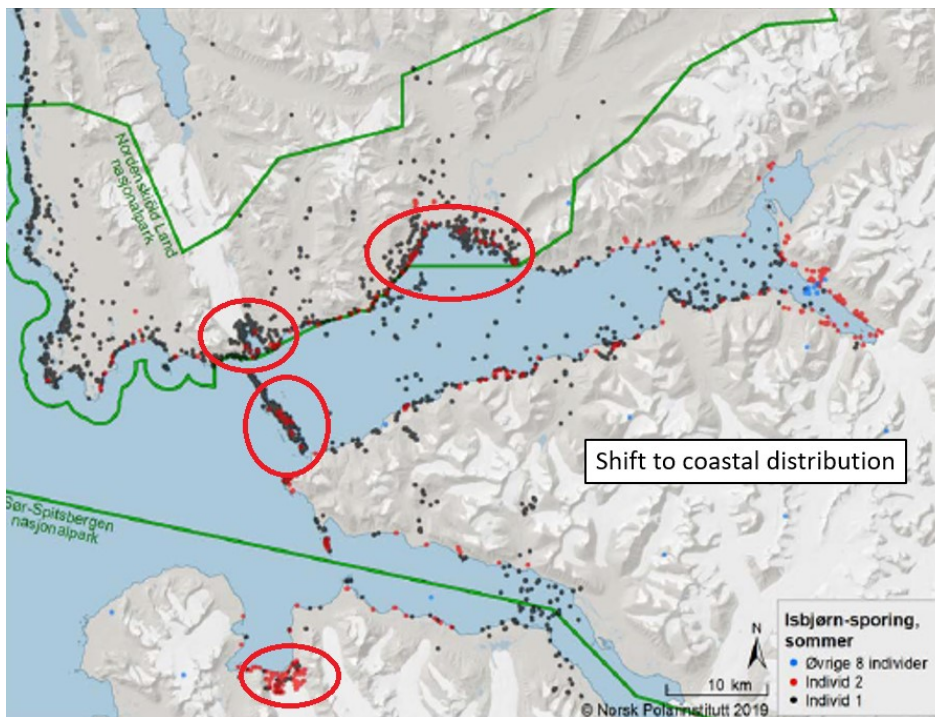 Nordenskiöld Land
nasjonalpark
Shift to coastal distribution
Sør-Spitsbergen
nasjonalpark
Isbjørn-sporing,
sommer
Øvrige 8 individer
Individ 2
Individ 1
N
10 km
© Norsk Polarinstitutt 2019